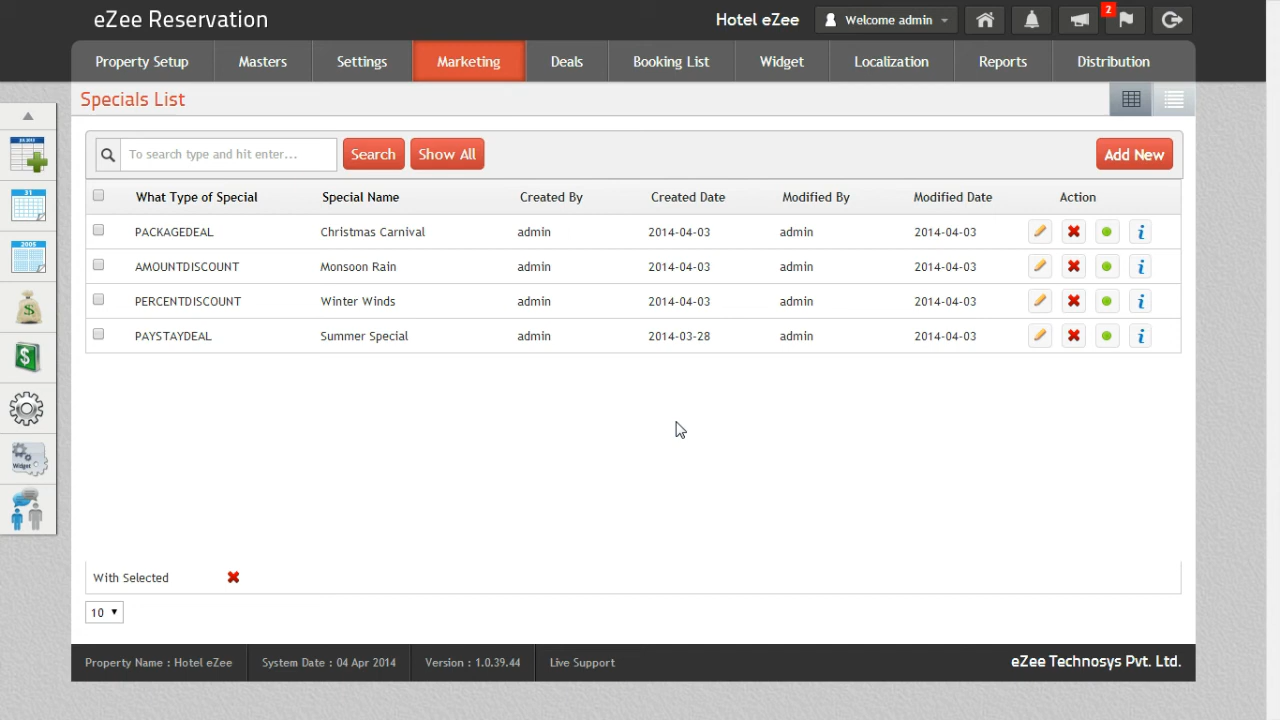 eZee Reservation
Hotel eZee
Welcome admin
2
Property Setup Masters Settings Marketing Deals Booking List Widget Localization Reports Distribution
Specials List
To search type and hit enter... Search Show All Add New
What Type of Special Special Name Created By Created Date Modified By Modified Date Action
PACKAGEDEAL Christmas Carnival admin 2014-04-03 admin 2014-04-03
AMOUNTDISCOUNT Monsoon Rain admin 2014-04-03 admin 2014-04-03
PERCENTDISCOUNT Winter Winds admin 2014-04-03 admin 2014-04-03
PAYSTAYDEAL Summer Special admin 2014-03-28 admin 2014-04-03
31
2005
Widget
With Selected
10
Property Name : Hotel eZee System Date : 04 Apr 2014 Version : 1.0.39.44 Live Support eZee Technosys Pvt. Ltd.